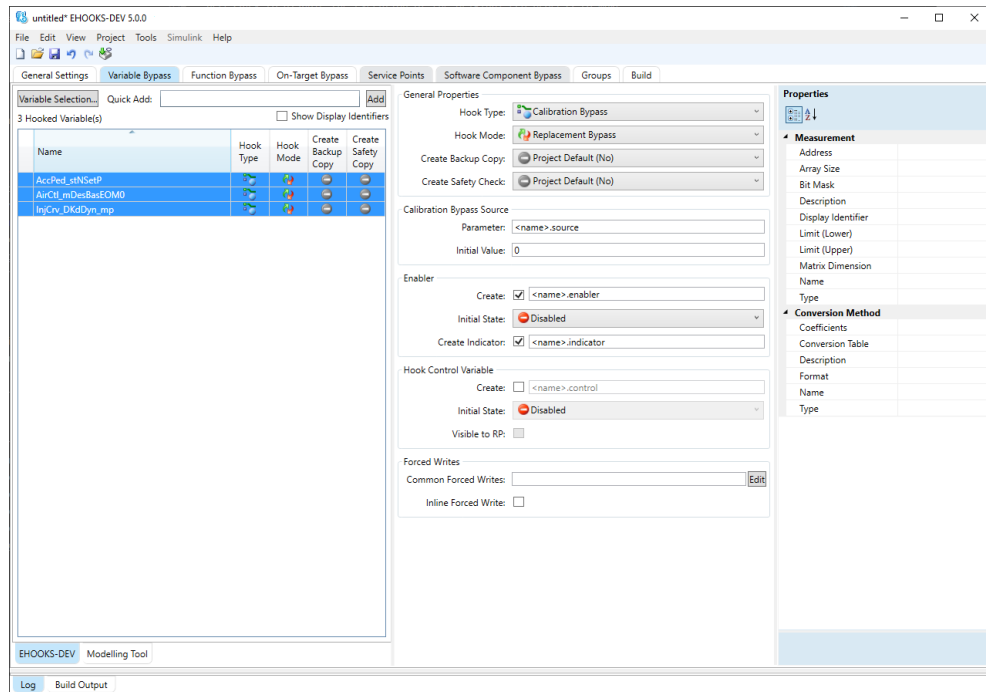 untitled* EHOOKS-DEV 5.0.0
File Edit View Project Tools Simulink Help
General Settings Variable Bypass Function Bypass On-Target Bypass Service Points Software Component Bypass Groups Build
Variable Selection... Quick Add: Add
3 Hooked Variable(s) Show Display Identifiers
Name Hook Type Hook Mode Create Backup Copy Create Safety Copy
AccPed_stNSetP
AirCtl_mDesBasEOM0
InjCrv_DKdDyn_mp
EHOOKS-DEV Modelling Tool
General Properties
Hook Type: Calibration Bypass
Hook Mode: Replacement Bypass
Create Backup Copy: Project Default (No)
Create Safety Check: Project Default (No)
Calibration Bypass Source
Parameter: <name>.source
Initial Value: 0
Enabler
Create: <name>.enabler
Initial State: Disabled
Create Indicator: <name>.indicator
Hook Control Variable
Create: <name>.control
Initial State: Disabled
Visible to RP:
Forced Writes
Common Forced Writes: Edit
Inline Forced Write:
Properties
Measurement
Address
Array Size
Bit Mask
Description
Display Identifier
Limit (Lower)
Limit (Upper)
Matrix Dimension
Name
Type
Conversion Method
Coefficients
Conversion Table
Description
Format
Name
Type
Log Build Output